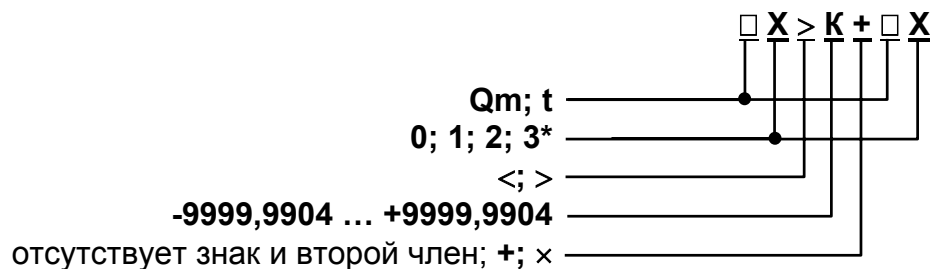 □ X > К + □ X
Qm; t
0; 1; 2; 3*
<; >
-9999,9904 … +9999,9904
отсутствует знак и второй член; +; ×